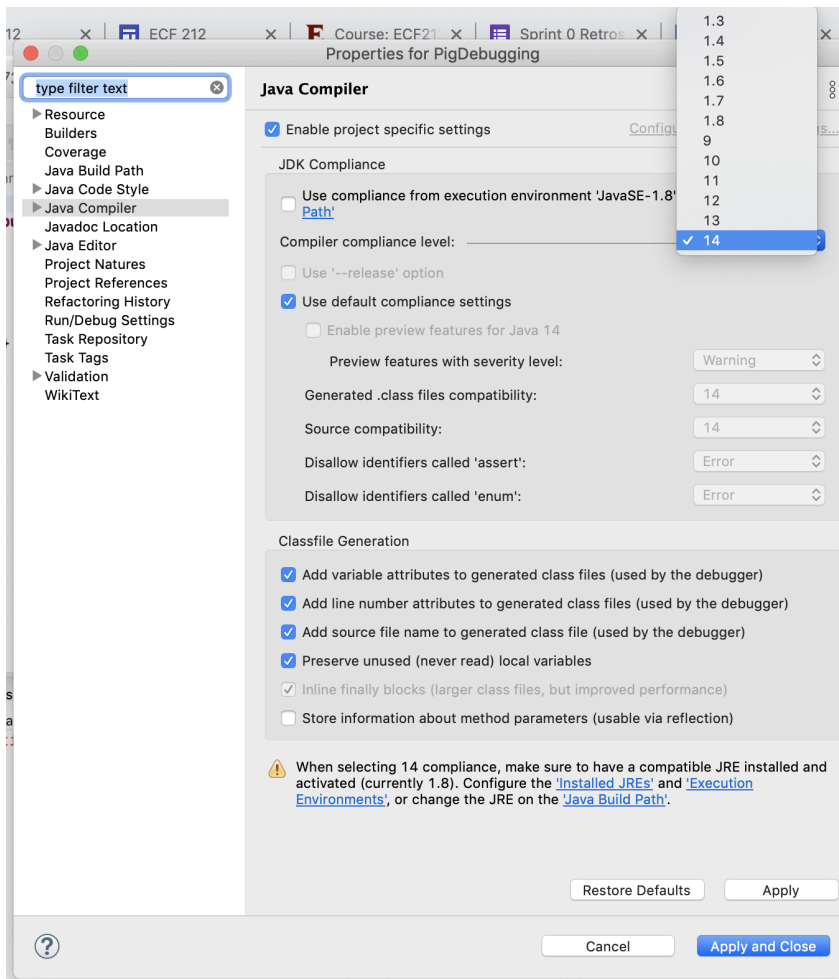 12
ECF 212
Course: ECF21
Sprint 0 Retros
Properties for PigDebugging
1.3
1.4
1.5
1.6
1.7
1.8
9
10
11
12
13
14
type filter text
Resource
Builders
Coverage
Java Build Path
Java Code Style
Java Compiler
Javadoc Location
Java Editor
Project Natures
Project References
Refactoring History
Run/Debug Settings
Task Repository
Task Tags
Validation
WikiText
Java Compiler
Enable project specific settings
Configu
s...
JDK Compliance
Use compliance from execution environment 'JavaSE-1.8'
Path'
Compiler compliance level:
Use '--release' option
Use default compliance settings
Enable preview features for Java 14
Preview features with severity level: Warning
Generated .class files compatibility: 14
Source compatibility: 14
Disallow identifiers called 'assert': Error
Disallow identifiers called 'enum': Error
Classfile Generation
Add variable attributes to generated class files (used by the debugger)
Add line number attributes to generated class files (used by the debugger)
Add source file name to generated class file (used by the debugger)
Preserve unused (never read) local variables
Inline finally blocks (larger class files, but improved performance)
Store information about method parameters (usable via reflection)
When selecting 14 compliance, make sure to have a compatible JRE installed and
activated (currently 1.8). Configure the 'Installed JREs' and 'Execution
Environments', or change the JRE on the 'Java Build Path'.
Restore Defaults
Apply
?
Cancel
Apply and Close